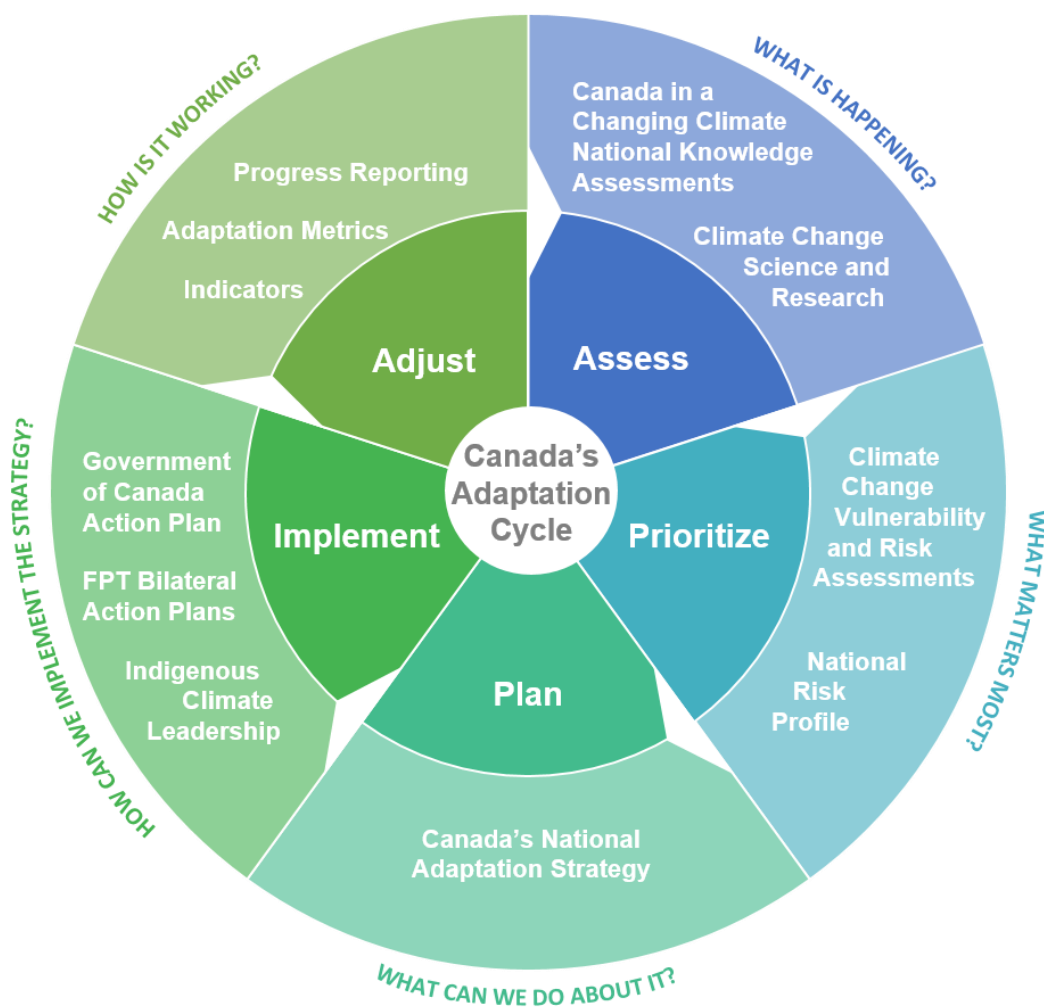 Canada's
Adaptation
Cycle
WHAT IS HAPPENING?
Canada in a
Changing Climate
National Knowledge
Assessments
Climate Change
Science and
Research
Assess
WHAT MATTERS MOST?
Climate
Change
Vulnerability
and Risk
Assessments
National
Risk
Profile
Prioritize
WHAT CAN WE DO ABOUT IT?
Canada's National
Adaptation Strategy
Plan
HOW CAN WE IMPLEMENT THE STRATEGY?
Government
of Canada
Action Plan
FPT Bilateral
Action Plans
Indigenous
Climate
Leadership
Implement
HOW IS IT WORKING?
Progress Reporting
Adaptation Metrics
Indicators
Adjust